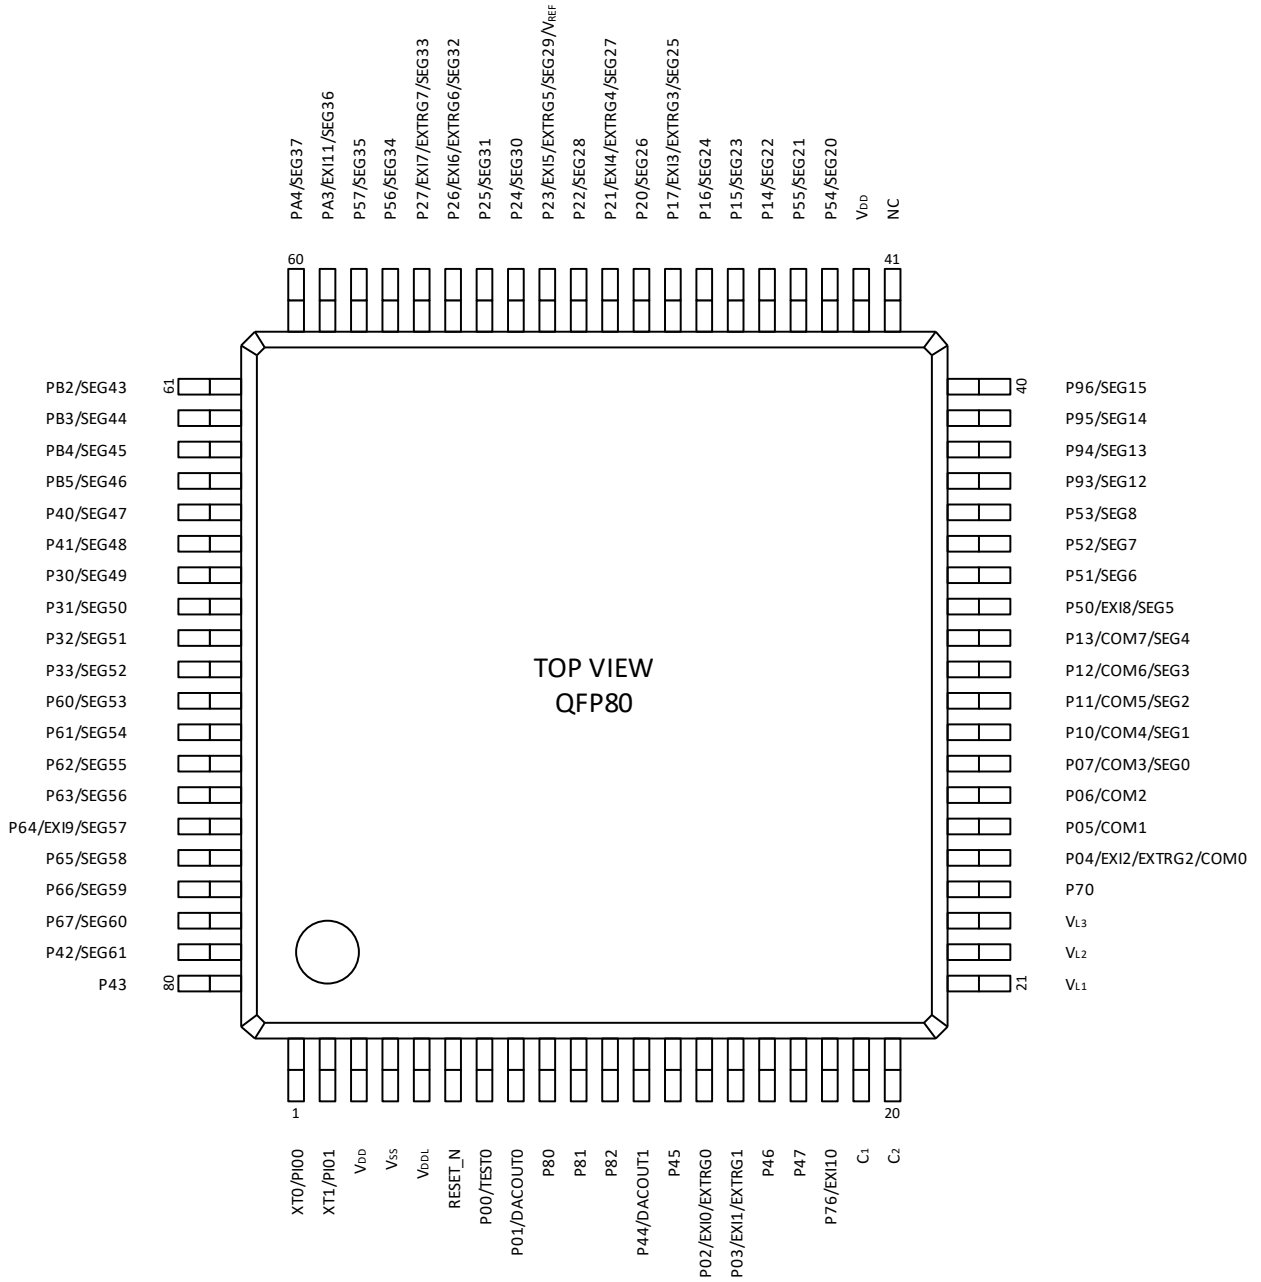 PA4/SEG37
PA3/EXI11/SEG36
P57/SEG35
P56/SEG34
P27/EXI7/EXTRG7/SEG33
P26/EXI6/EXTRG6/SEG32
P25/SEG31
P24/SEG30
P23/EXI5/EXTRG5/SEG29/VREF
P22/SEG28
P21/EXI4/EXTRG4/SEG27
P20/SEG26
P17/EXI3/EXTRG3/SEG25
P16/SEG24
P15/SEG23
P14/SEG22
P55/SEG21
P54/SEG20
VDD
NC
60
41
PB2/SEG43
61
PB3/SEG44
PB4/SEG45
PB5/SEG46
P40/SEG47
P41/SEG48
P30/SEG49
P31/SEG50
P32/SEG51
P33/SEG52
P60/SEG53
P61/SEG54
P62/SEG55
P63/SEG56
P64/EXI9/SEG57
P65/SEG58
P66/SEG59
P67/SEG60
P42/SEG61
P43
80
TOP VIEW
QFP80
40
P96/SEG15
P95/SEG14
P94/SEG13
P93/SEG12
P53/SEG8
P52/SEG7
P51/SEG6
P50/EXI8/SEG5
P13/COM7/SEG4
P12/COM6/SEG3
P11/COM5/SEG2
P10/COM4/SEG1
P07/COM3/SEG0
P06/COM2
P05/COM1
P04/EXI2/EXTRG2/COM0
P70
VL3
VL2
21
VL1
1
20
XT0/PI00
XT1/PI01
VDD
VSS
VDDL
RESET_N
P00/TEST0
P01/DACOUT0
P80
P81
P82
P44/DACOUT1
P45
P02/EXI0/EXTRG0
P03/EXI1/EXTRG1
P46
P47
P76/EXI10
C1
C2